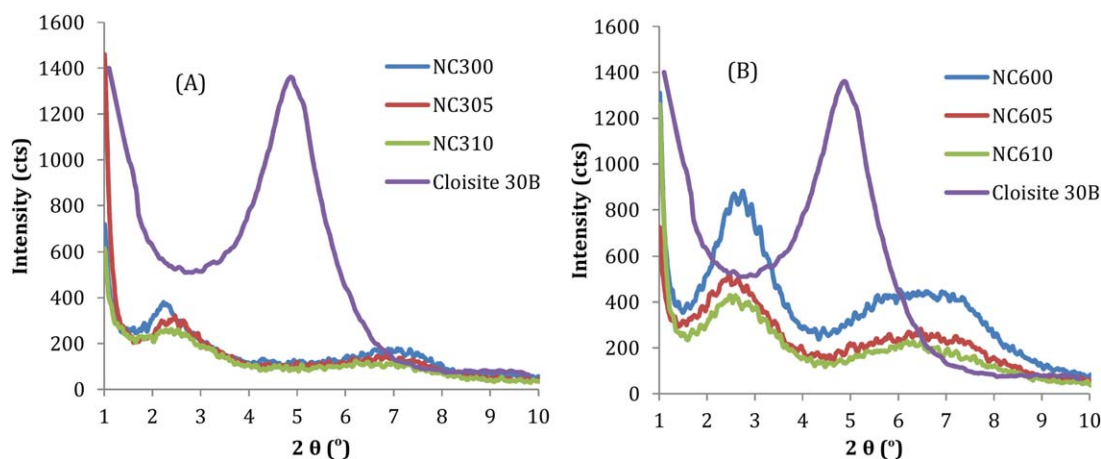 1600
1400
1200
1000
800
600
400
200
0
Intensity (cts)
(A)
NC300
NC305
NC310
Cloisite 30B
1 2 3 4 5 6 7 8 9 10
2 θ (º)
1600
1400
1200
1000
800
600
400
200
0
Intensity (cts)
(B)
NC600
NC605
NC610
Cloisite 30B
1 2 3 4 5 6 7 8 9 10
2 θ (º)